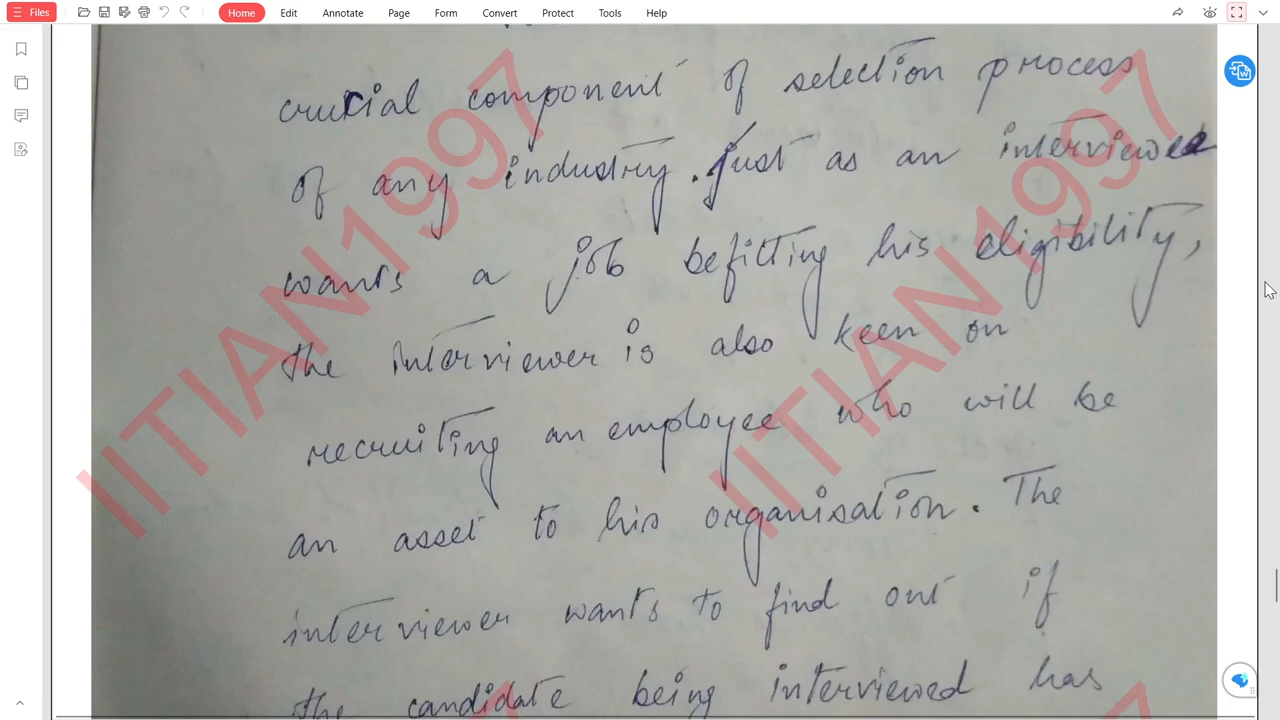 Files
Home Edit Annotate Page Form Convert Protect Tools Help
crucial component of selection process
of any industry. Just as an interviewee
wants a job befitting his eligibility,
the interviewer is also keen on
recruiting an employee who will be
an asset to his organisation. The
interviewer wants to find out if
the candidate being interviewed has
IITIAN1997
IITIAN1997